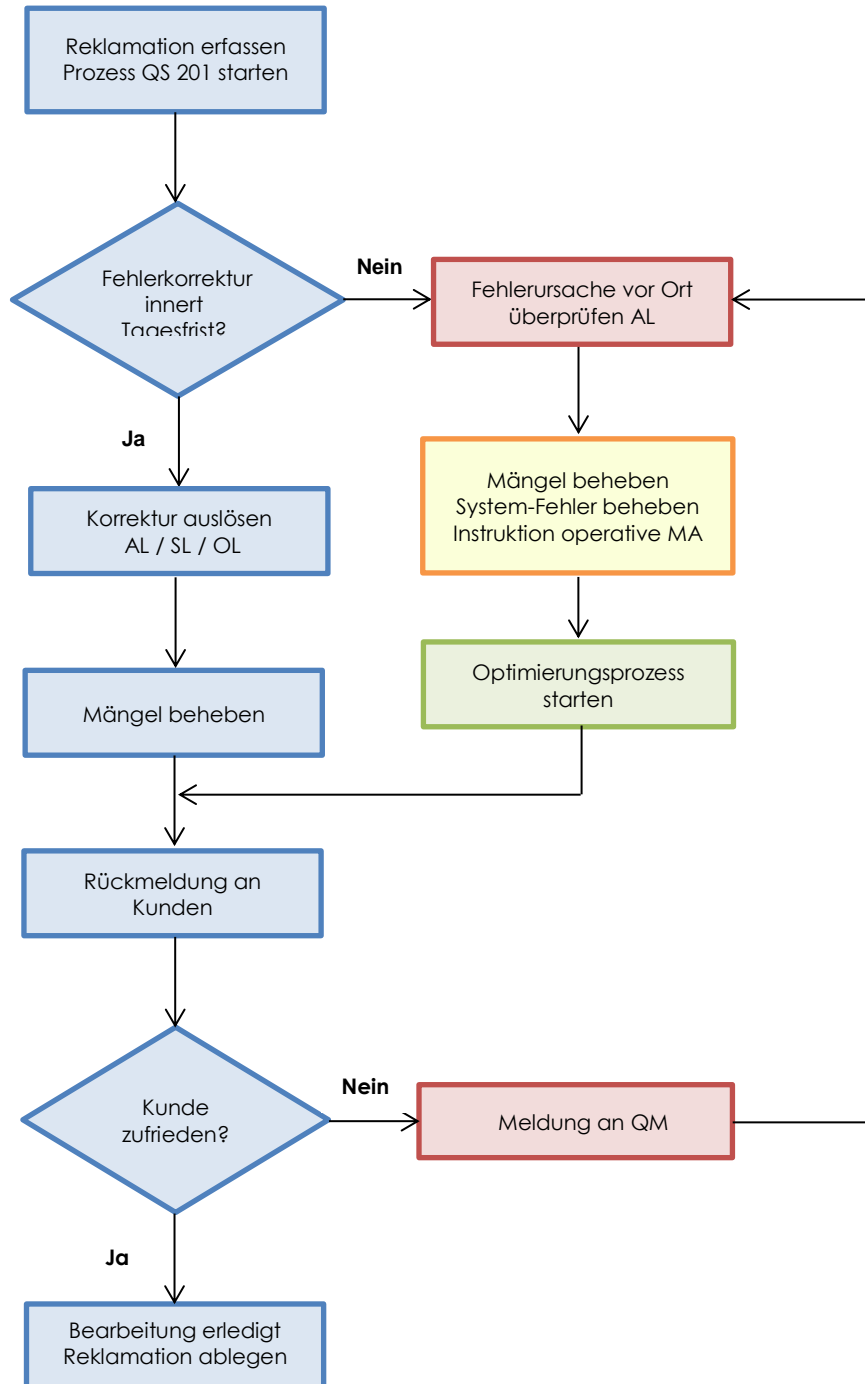 Reklamation erfassen
Prozess QS 201 starten
Fehlerkorrektur
innert
Tagesfrist?
Nein
Fehlerursache vor Ort
überprüfen AL
Ja
Korrektur auslösen
AL / SL / OL
Mängel beheben
System-Fehler beheben
Instruktion operative MA
Mängel beheben
Optimierungsprozess
starten
Rückmeldung an
Kunden
Kunde
zufrieden?
Nein
Meldung an QM
Ja
Bearbeitung erledigt
Reklamation ablegen